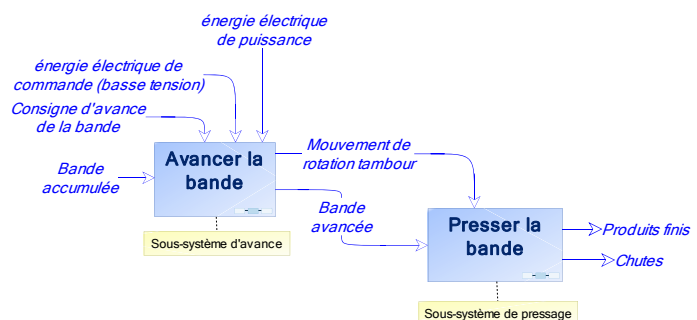 énergie électrique
de puissance
énergie électrique de
commande (basse tension)
Consigne d'avance
de la bande
Bande
accumulée
Avancer la
bande
Mouvement de
rotation tambour
Bande
avancée
Sous-système d'avance
Presser la
bande
Produits finis
Chutes
Sous-système de pressage